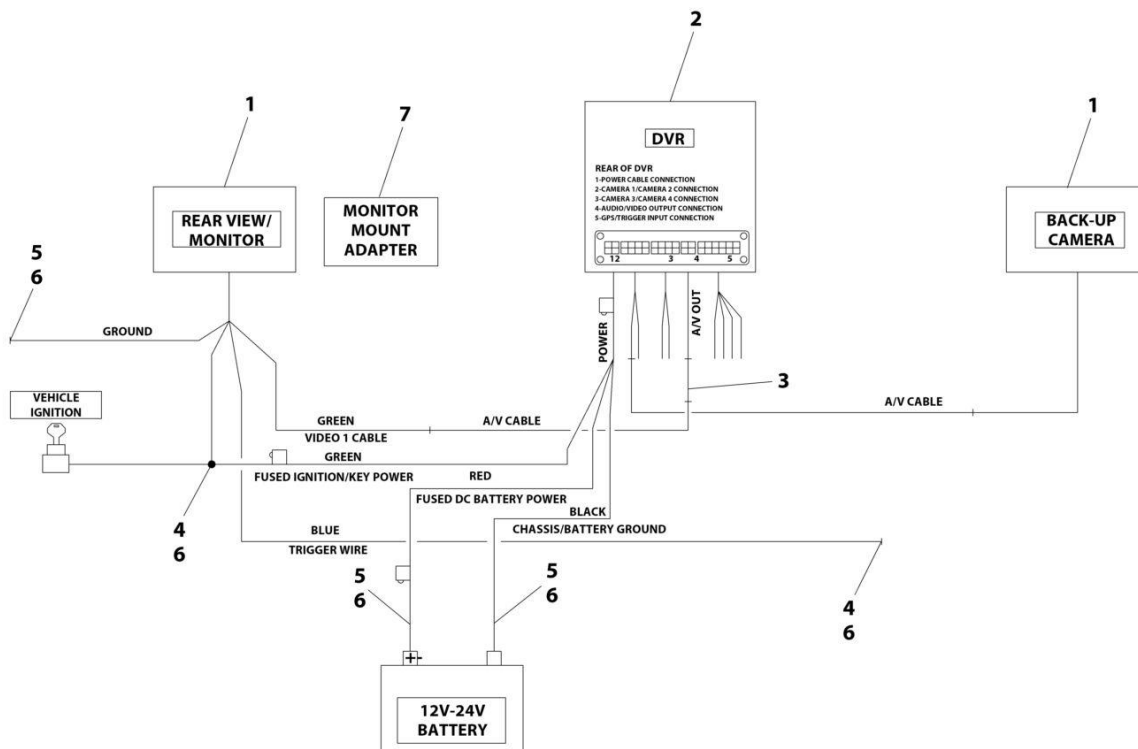 2
1
7
1
DVR
REAR OF DVR
1-POWER CABLE CONNECTION
2-CAMERA 1/CAMERA 2 CONNECTION
3-CAMERA 3/CAMERA 4 CONNECTION
4-AUDIO/VIDEO OUTPUT CONNECTION
5-GPS/TRIGGER INPUT CONNECTION
12 3 4 5
REAR VIEW/
MONITOR
MONITOR
MOUNT
ADAPTER
BACK-UP
CAMERA
5
6
GROUND
POWER
A/V OUT
3
VEHICLE
IGNITION
A/V CABLE
GREEN
A/V CABLE
VIDEO 1 CABLE
GREEN
FUSED IGNITION/KEY POWER
RED
FUSED DC BATTERY POWER
BLACK
CHASSIS/BATTERY GROUND
4
6
BLUE
TRIGGER WIRE
5
6
5
6
4
6
+-
12V-24V
BATTERY